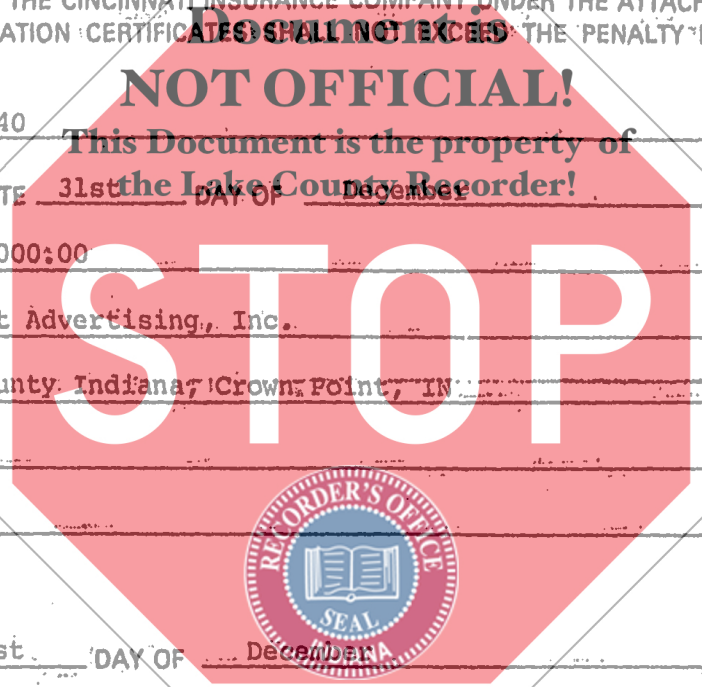 THE CINCINNATI INSURANCE COMPANY UNDER THE ATTACH
ATION CERTIFICATES SHALL NOT EXCEED THE PENALTY
Document is
NOT OFFICIAL!
This Document is the property of
the Lake County Recorder!
40
TE 31st DAY OF December
000.00
STOP
t Advertising, Inc.
unty Indiana, Crown Point, IN
RECORDER'S OFFICE
SEAL
INDIANA
st DAY OF December